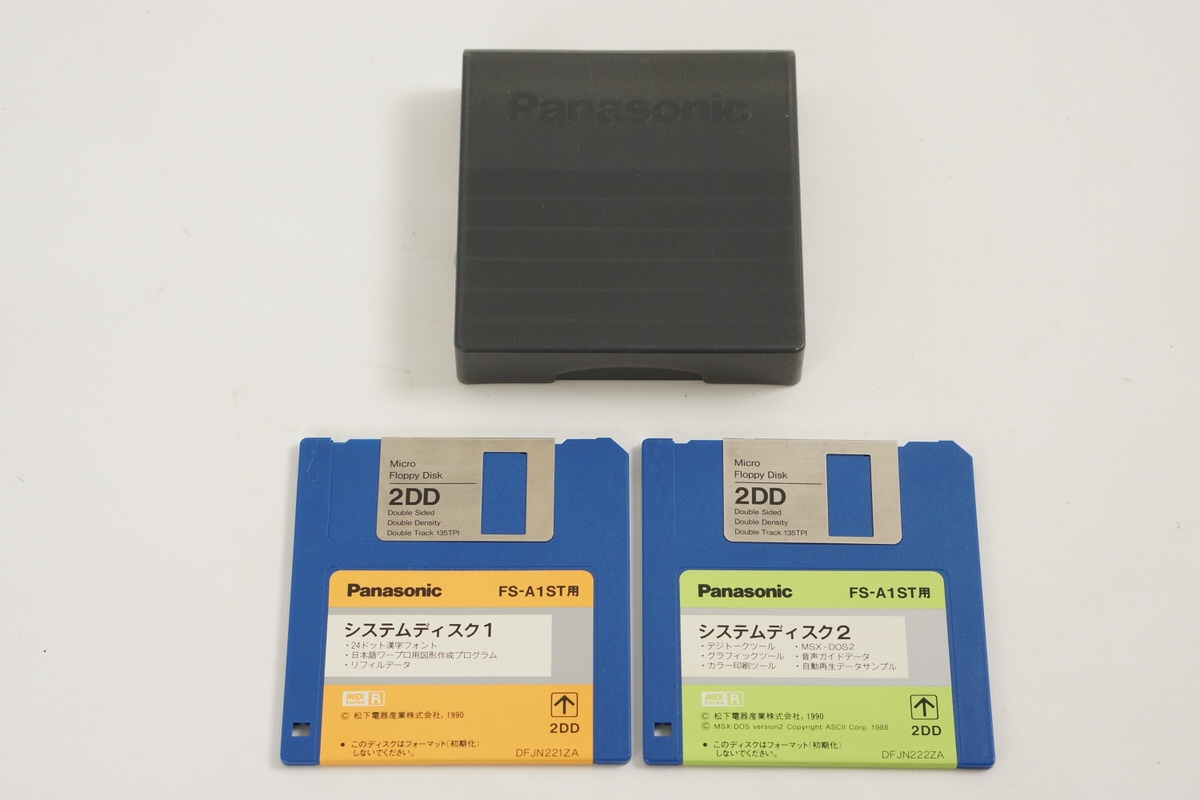 Panasonic
Micro
Floppy Disk
2DD
Double Sided
Double Density
Double Track 135TPI
Panasonic FS-A1ST用
システムディスク1
・24ドット漢字フォント
・日本語ワープロ用図形作成プログラム
・リフィルデータ
MSX turbo R
© 松下電器産業株式会社, 1990
2DD
● このディスクはフォーマット(初期化)
しないでください。
DFJN221ZA
Micro
Floppy Disk
2DD
Double Sided
Double Density
Double Track 135TPI
Panasonic FS-A1ST用
システムディスク2
・デジトークツール ・MSX-DOS2
・グラフィックツール ・音声ガイドデータ
・カラー印刷ツール ・自動再生データサンプル
MSX turbo R
© 松下電器産業株式会社, 1990
© MSX-DOS version2 Copyright ASCII Corp. 1988
2DD
● このディスクはフォーマット(初期化)
しないでください。
DFJN222ZA